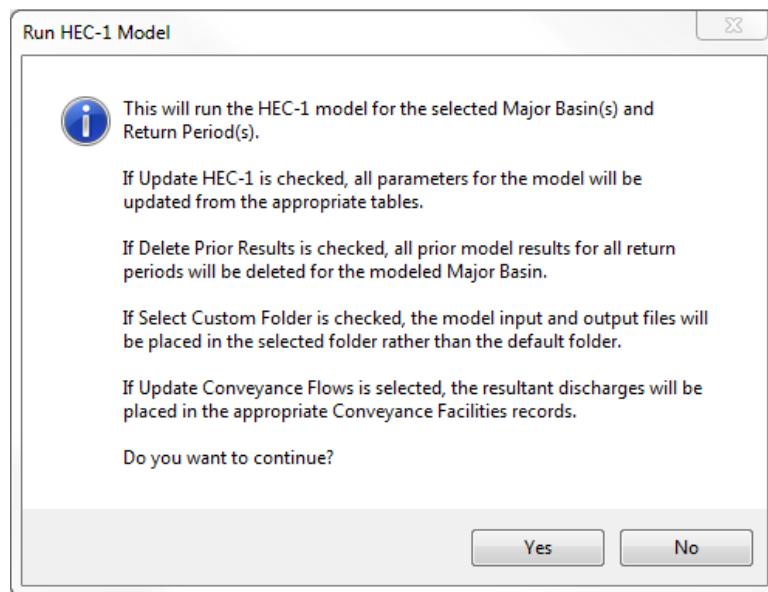 Run HEC-1 Model
This will run the HEC-1 model for the selected Major Basin(s) and
Return Period(s).
If Update HEC-1 is checked, all parameters for the model will be
updated from the appropriate tables.
If Delete Prior Results is checked, all prior model results for all return
periods will be deleted for the modeled Major Basin.
If Select Custom Folder is checked, the model input and output files will
be placed in the selected folder rather than the default folder.
If Update Conveyance Flows is selected, the resultant discharges will be
placed in the appropriate Conveyance Facilities records.
Do you want to continue?
Yes
No